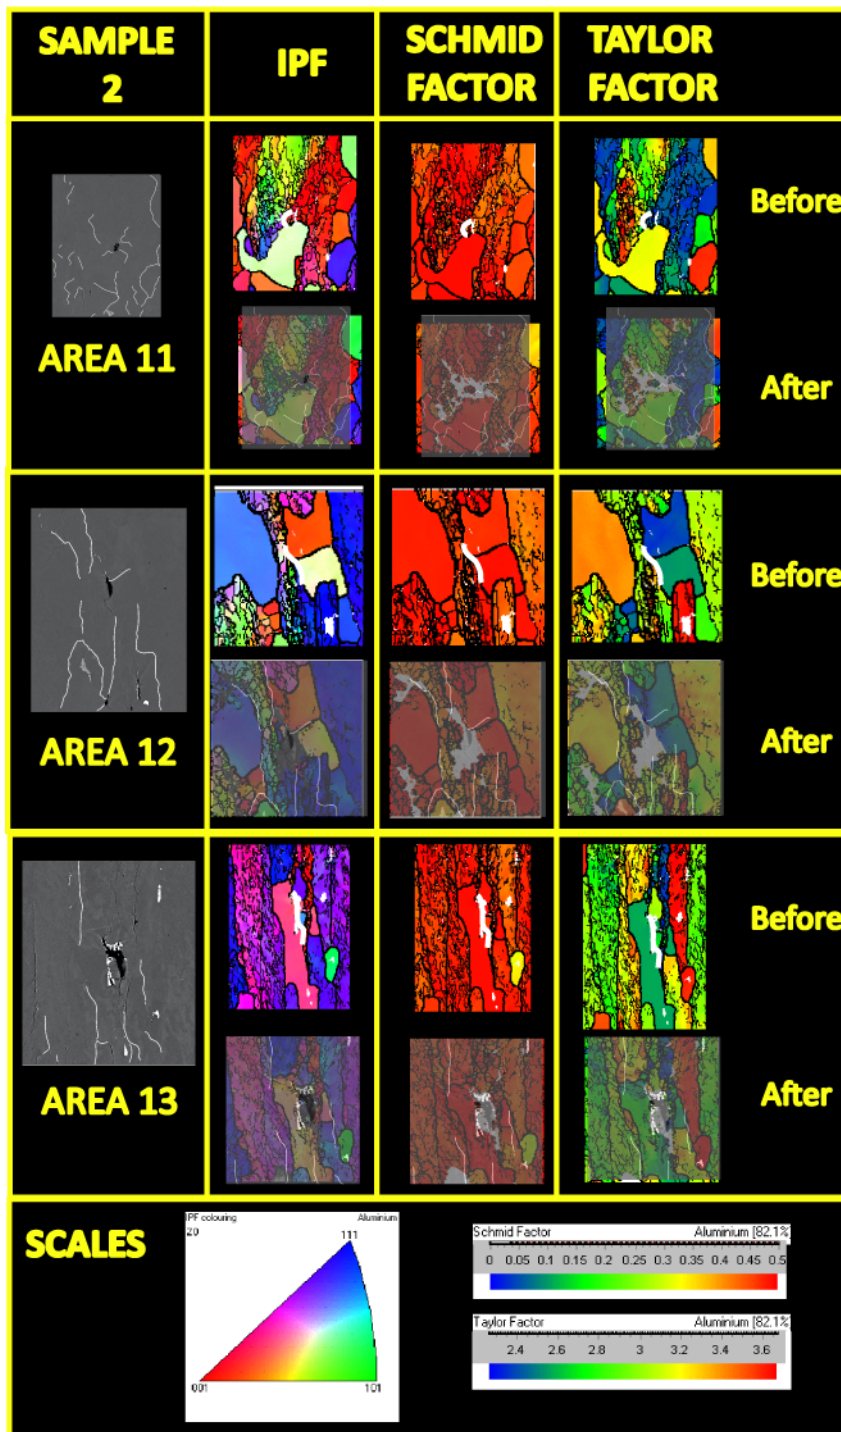 SAMPLE
2
IPF
SCHMID
FACTOR
TAYLOR
FACTOR
Before
AREA 11
After
Before
AREA 12
After
Before
AREA 13
After
SCALES
IPF colouring
Aluminium
Z0
111
001
101
Schmid Factor Aluminium [82.1%
0 0.05 0.1 0.15 0.2 0.25 0.3 0.35 0.4 0.45 0.5
Taylor Factor Aluminium [82.1%
2.4 2.6 2.8 3 3.2 3.4 3.6